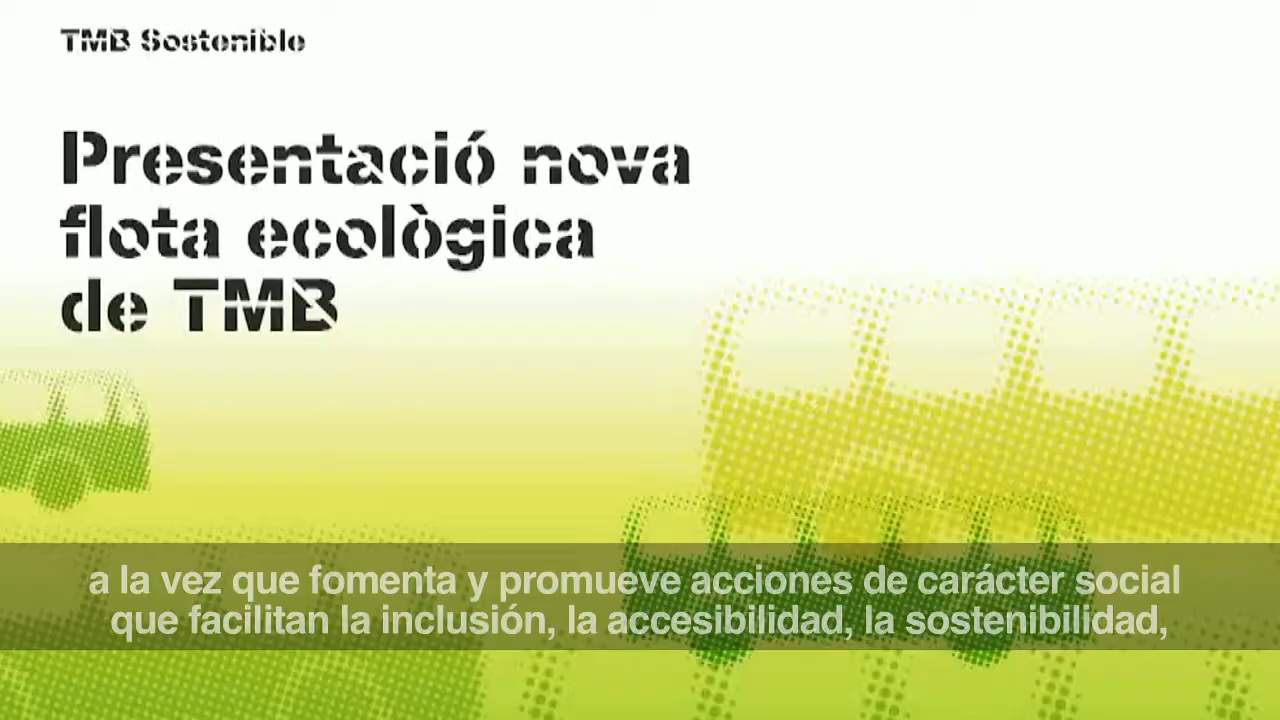 TMB Sostenible
Presentació nova
flota ecològica
de TMB
a la vez que fomenta y promueve acciones de carácter social
que facilitan la inclusión, la accesibilidad, la sostenibilidad,